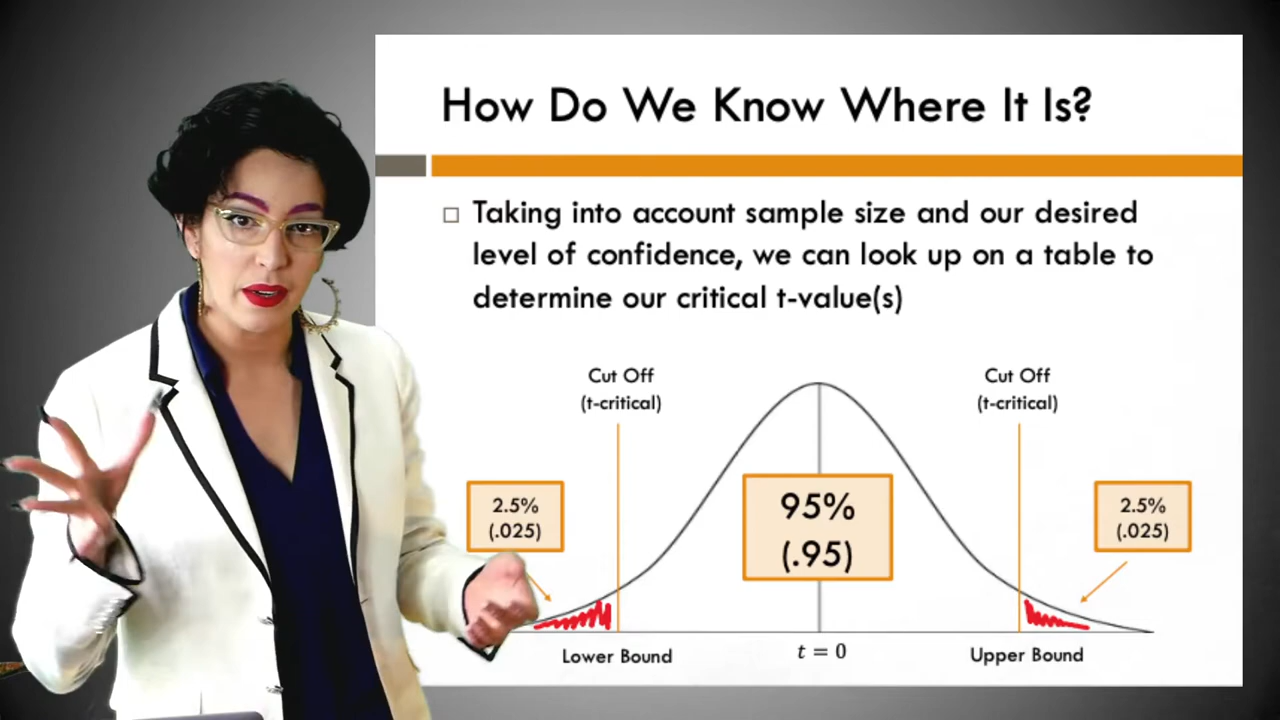 How Do We Know Where It Is?
Taking into account sample size and our desired
level of confidence, we can look up on a table to
determine our critical t-value(s)
Cut Off
(t-critical)
Cut Off
(t-critical)
2.5%
(.025)
95%
(.95)
2.5%
(.025)
Lower Bound
t = 0
Upper Bound